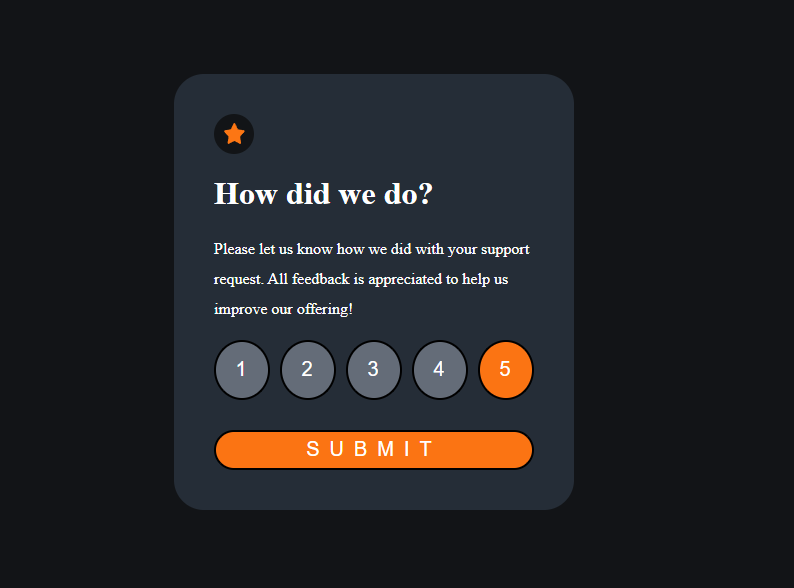 How did we do?
Please let us know how we did with your support
request. All feedback is appreciated to help us
improve our offering!
1 2 3 4 5
SUBMIT